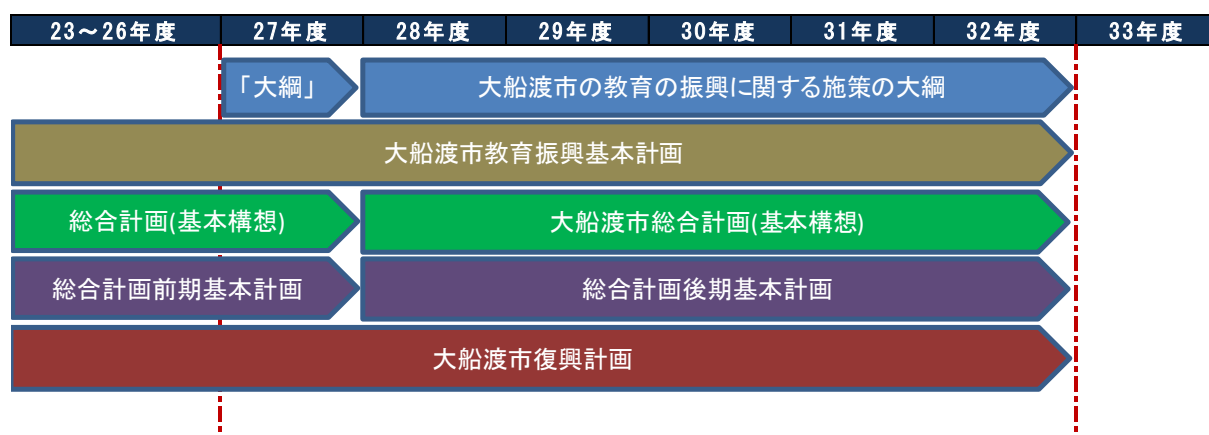 23～26年度 27年度 28年度 29年度 30年度 31年度 32年度 33年度
「大綱」 大船渡市の教育の振興に関する施策の大綱
大船渡市教育振興基本計画
総合計画(基本構想) 大船渡市総合計画(基本構想)
総合計画前期基本計画 総合計画後期基本計画
大船渡市復興計画